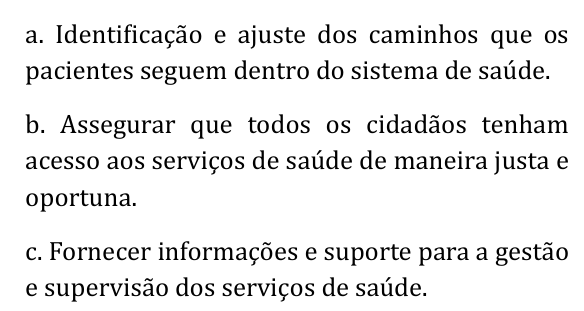 a. Identificação e ajuste dos caminhos que os
pacientes seguem dentro do sistema de saúde.
b. Assegurar que todos os cidadãos tenham
acesso aos serviços de saúde de maneira justa e
oportuna.
c. Fornecer informações e suporte para a gestão
e supervisão dos serviços de saúde.